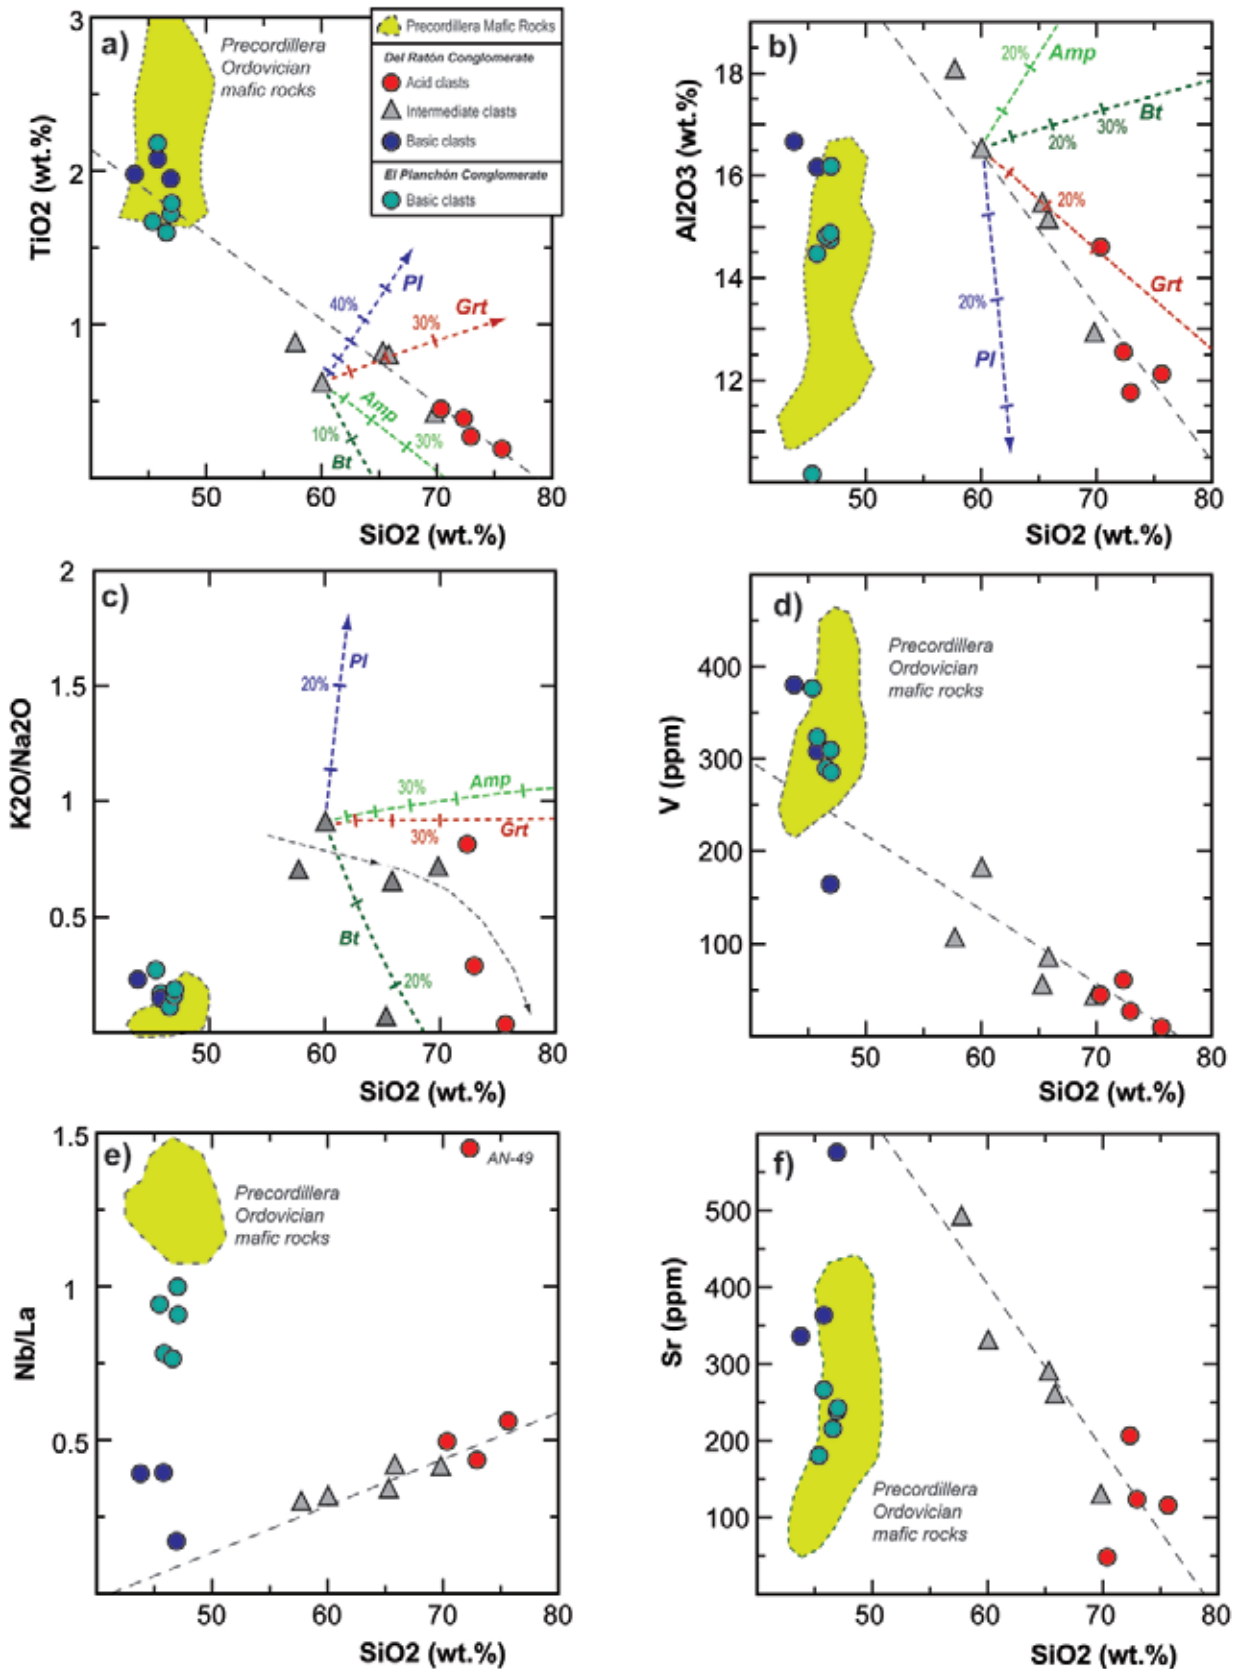 a)
Precordillera
Ordovician
mafic rocks
Precordillera Mafic Rocks
Del Ratón Conglomerate
Acid clasts
Intermediate clasts
Basic clasts
El Planchón Conglomerate
Basic clasts
3
2
1
TiO2 (wt.%)
40%
Pl
Grt
30%
Amp
30%
10%
Bt
50
60
70
80
SiO2 (wt.%)
b)
18
16
14
12
Al2O3 (wt.%)
20%
Amp
Bt
30%
20%
20%
Grt
20%
Pl
50
60
70
80
SiO2 (wt.%)
c)
2
1.5
1
0.5
K2O/Na2O
Pl
20%
30%
Amp
30%
Grt
Bt
20%
50
60
70
80
SiO2 (wt.%)
d)
Precordillera
Ordovician
mafic rocks
400
300
200
100
V (ppm)
50
60
70
80
SiO2 (wt.%)
e)
1.5
1
0.5
Nb/La
AN-49
Precordillera
Ordovician
mafic rocks
50
60
70
80
SiO2 (wt.%)
f)
500
400
300
200
100
Sr (ppm)
Precordillera
Ordovician
mafic rocks
50
60
70
80
SiO2 (wt.%)